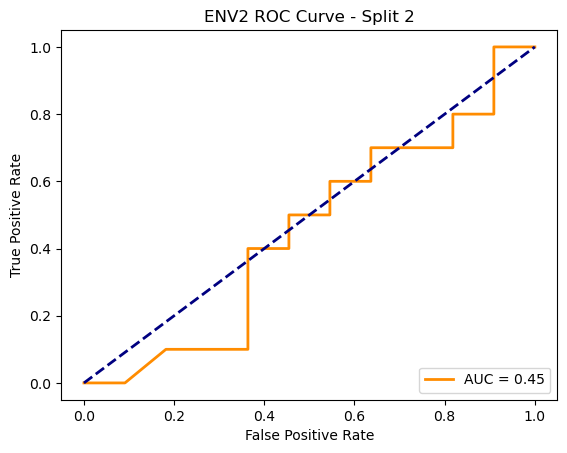 ENV2 ROC Curve - Split 2
True Positive Rate
1.0
0.8
0.6
0.4
0.2
0.0
AUC = 0.45
0.0 0.2 0.4 0.6 0.8 1.0
False Positive Rate